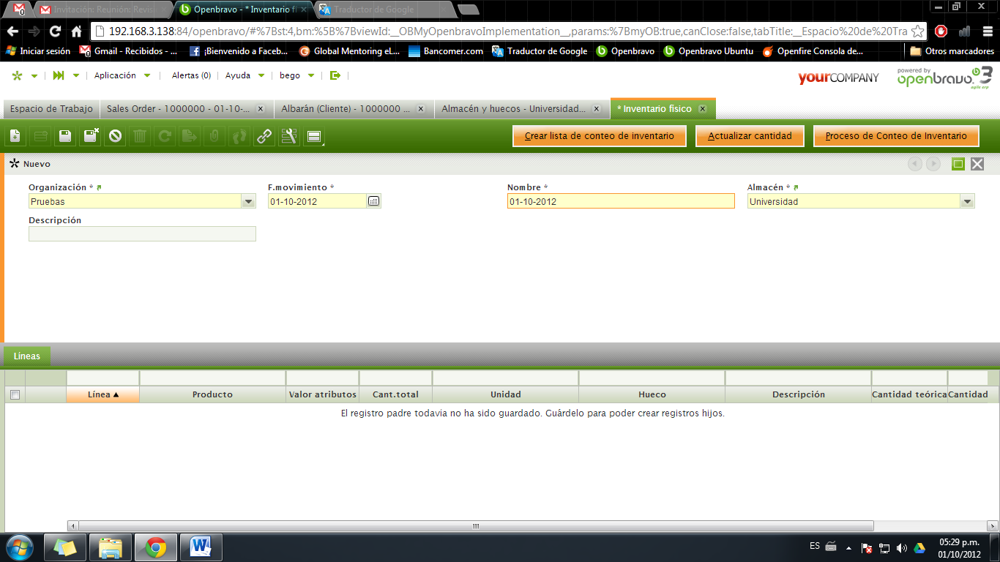 Invitación: Reunión: Revis
Openbravo - * Inventario fí
Traductor de Google
192.168.3.138:84/openbravo/#%7Bst:4,bm:%5B%7BviewId:__OBMyOpenbravoImplementation__,params:%7BmyOB:true,canClose:false,tabTitle:__Espacio%20de%20Tra
Iniciar sesión
Gmail - Recibidos - ...
¡Bienvenido a Faceb...
Global Mentoring eL...
Bancomer.com
Traductor de Google
Openbravo
Openbravo Ubuntu
Openfire Consola de...
Otros marcadores
Aplicación
Alertas (0)
Ayuda
bego
yourCOMPANY
powered by
openbravo 3
agile erp
Espacio de Trabajo
Sales Order - 1000000 - 01-10-...
Albarán (Cliente) - 1000000 ...
Almacén y huecos - Universidad...
* Inventario físico
Crear lista de conteo de inventario
Actualizar cantidad
Proceso de Conteo de Inventario
Nuevo
Organización *
F.movimiento *
Nombre *
Almacén *
Pruebas
01-10-2012
01-10-2012
Universidad
Descripción
Lineas
Línea
Producto
Valor atributos
Cant.total
Unidad
Hueco
Descripción
Cantidad teórica
Cantidad
El registro padre todavia no ha sido guardado. Guárdelo para poder crear registros hijos.
ES
05:29 p.m.
01/10/2012